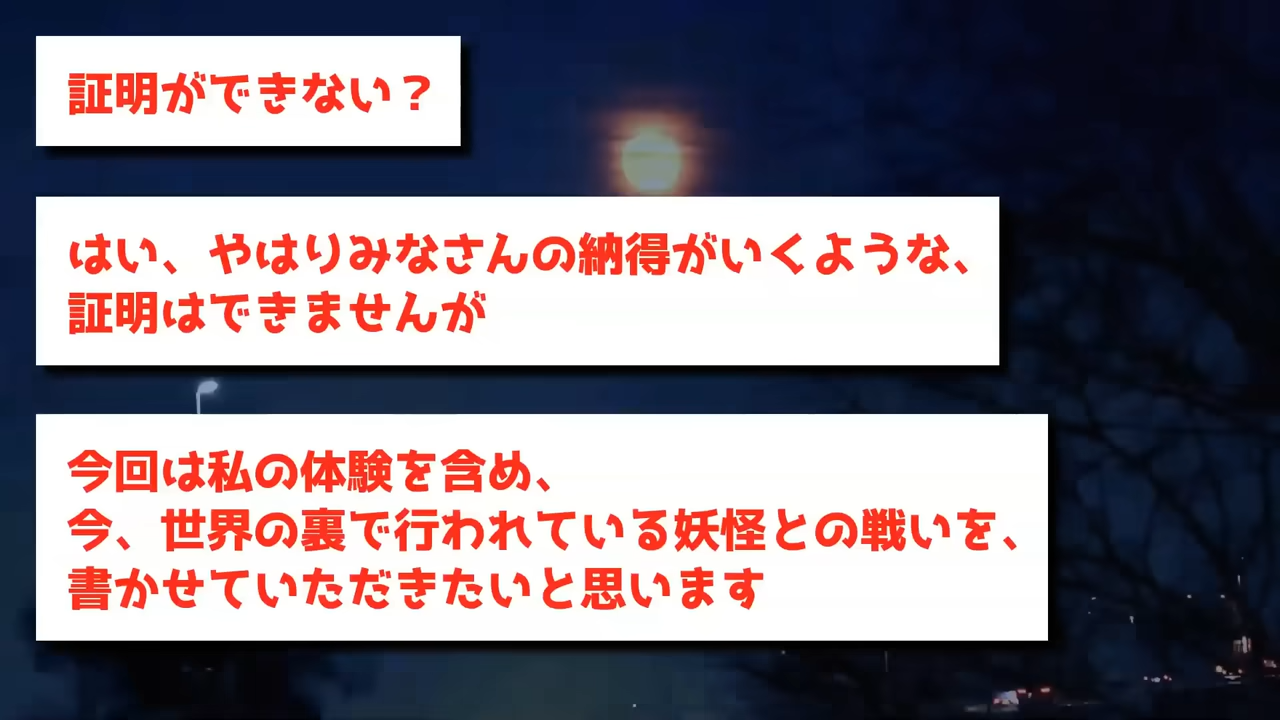 証明ができない？
はい、やはりみなさんの納得がいくような、
証明はできませんが
今回は私の体験を含め、
今、世界の裏で行われている妖怪との戦いを、
書かせていただきたいと思います